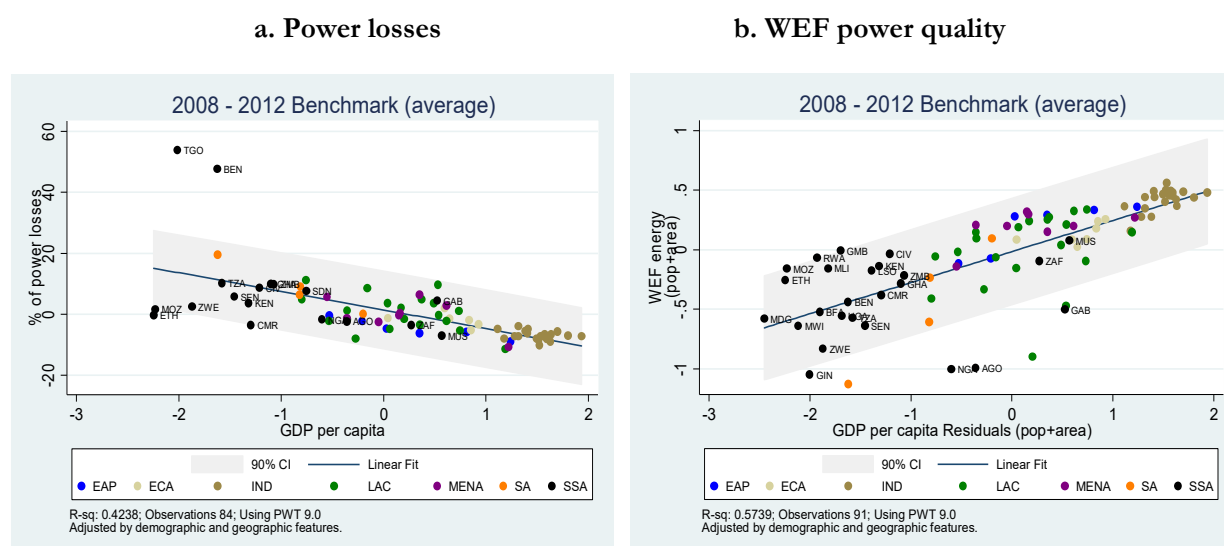 a. Power losses
b. WEF power quality
2008 - 2012 Benchmark (average)
% of power losses
60
40
20
0
-20
TGO
BEN
TZA
SEN
KEN
SDN
MOZ
ETH
ZWE
CMR
AGO
GAB
ZAF
MUS
-3
-2
-1
0
1
2
GDP per capita
90% CI
Linear Fit
EAP
ECA
IND
LAC
MENA
SA
SSA
R-sq: 0.4238; Observations 84; Using PWT 9.0
Adjusted by demographic and geographic features.
2008 - 2012 Benchmark (average)
WEF energy
(pop+area)
1
.5
0
-.5
-1
GMB
CIV
RWA
MOZ
MLI
KEN
LSO
ETH
ZMB
GHA
CMR
BEN
MDG
BFA
TZA
MWI
SEN
ZWE
GIN
NGA
AGO
MUS
ZAF
GAB
-3
-2
-1
0
1
2
GDP per capita Residuals (pop+area)
90% CI
Linear Fit
EAP
ECA
IND
LAC
MENA
SA
SSA
R-sq: 0.5739; Observations 91; Using PWT 9.0
Adjusted by demographic and geographic features.